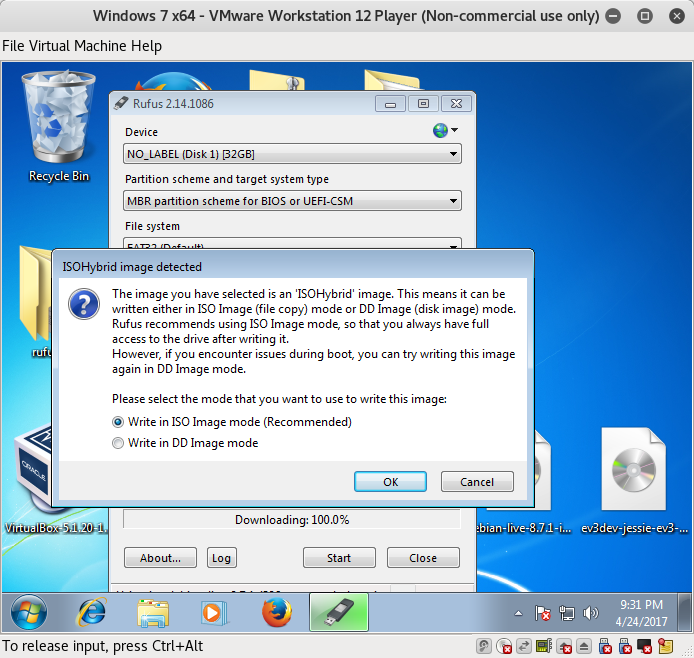 Windows 7 x64 - VMware Workstation 12 Player (Non-commercial use only)
File Virtual Machine Help
Rufus 2.14.1086
Device
NO_LABEL (Disk 1) [32GB]
Recycle Bin
Partition scheme and target system type
MBR partition scheme for BIOS or UEFI-CSM
File system
FAT32 (Default)
ISOHybrid image detected
The image you have selected is an 'ISOHybrid' image. This means it can be
written either in ISO Image (file copy) mode or DD Image (disk image) mode.
Rufus recommends using ISO Image mode, so that you always have full
access to the drive after writing it.
However, if you encounter issues during boot, you can try writing this image
again in DD Image mode.
Please select the mode that you want to use to write this image:
Write in ISO Image mode (Recommended)
Write in DD Image mode
OK Cancel
rufu
ORACLE
VirtualBox-5.1.20-1
ebian-live-8.7.1-i...
ev3dev-jessie-ev3-...
Downloading: 100.0%
About... Log Start Close
9:31 PM
4/24/2017
To release input, press Ctrl+Alt